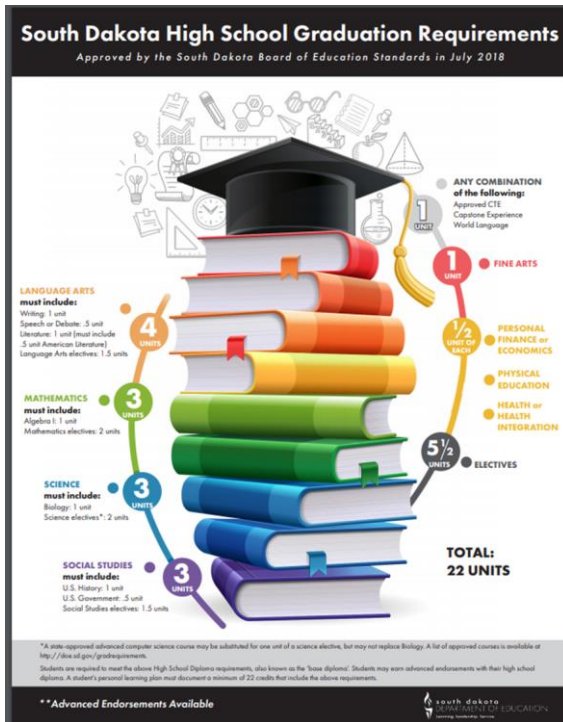 South Dakota High School Graduation Requirements
Approved by the South Dakota Board of Education Standards in July 2018
ANY COMBINATION
of the following:
Approved CTE
Capstone Experience
World Language
1
UNIT
1
UNIT
FINE ARTS
LANGUAGE ARTS
must include:
Writing: 1 unit
Speech or Debate: .5 unit
Literature: 1 unit (must include
.5 unit American Literature)
Language Arts electives: 1.5 units
4
UNITS
1/2
UNIT OF
EACH
PERSONAL
FINANCE or
ECONOMICS
PHYSICAL
EDUCATION
HEALTH or
HEALTH
INTEGRATION
MATHEMATICS
must include:
Algebra I: 1 unit
Mathematics electives: 2 units
3
UNITS
5 1/2
UNITS
ELECTIVES
SCIENCE
must include:
Biology: 1 unit
Science electives*: 2 units
3
UNITS
SOCIAL STUDIES
must include:
U.S. History: 1 unit
U.S. Government: .5 unit
Social Studies electives: 1.5 units
3
UNITS
TOTAL:
22 UNITS
*A state-approved advanced computer science course may be substituted for one unit of a science elective, but may not replace Biology. A list of approved courses is available at
http://doe.sd.gov/gradrequirements.
Students are required to meet the above High School Diploma requirements, also known as the 'base diploma'. Students may earn advanced endorsements with their high school
diploma. A student's personal learning plan must document a minimum of 22 credits that include the above requirements.
**Advanced Endorsements Available
south dakota
DEPARTMENT OF EDUCATION
Learning. Leadership. Service.